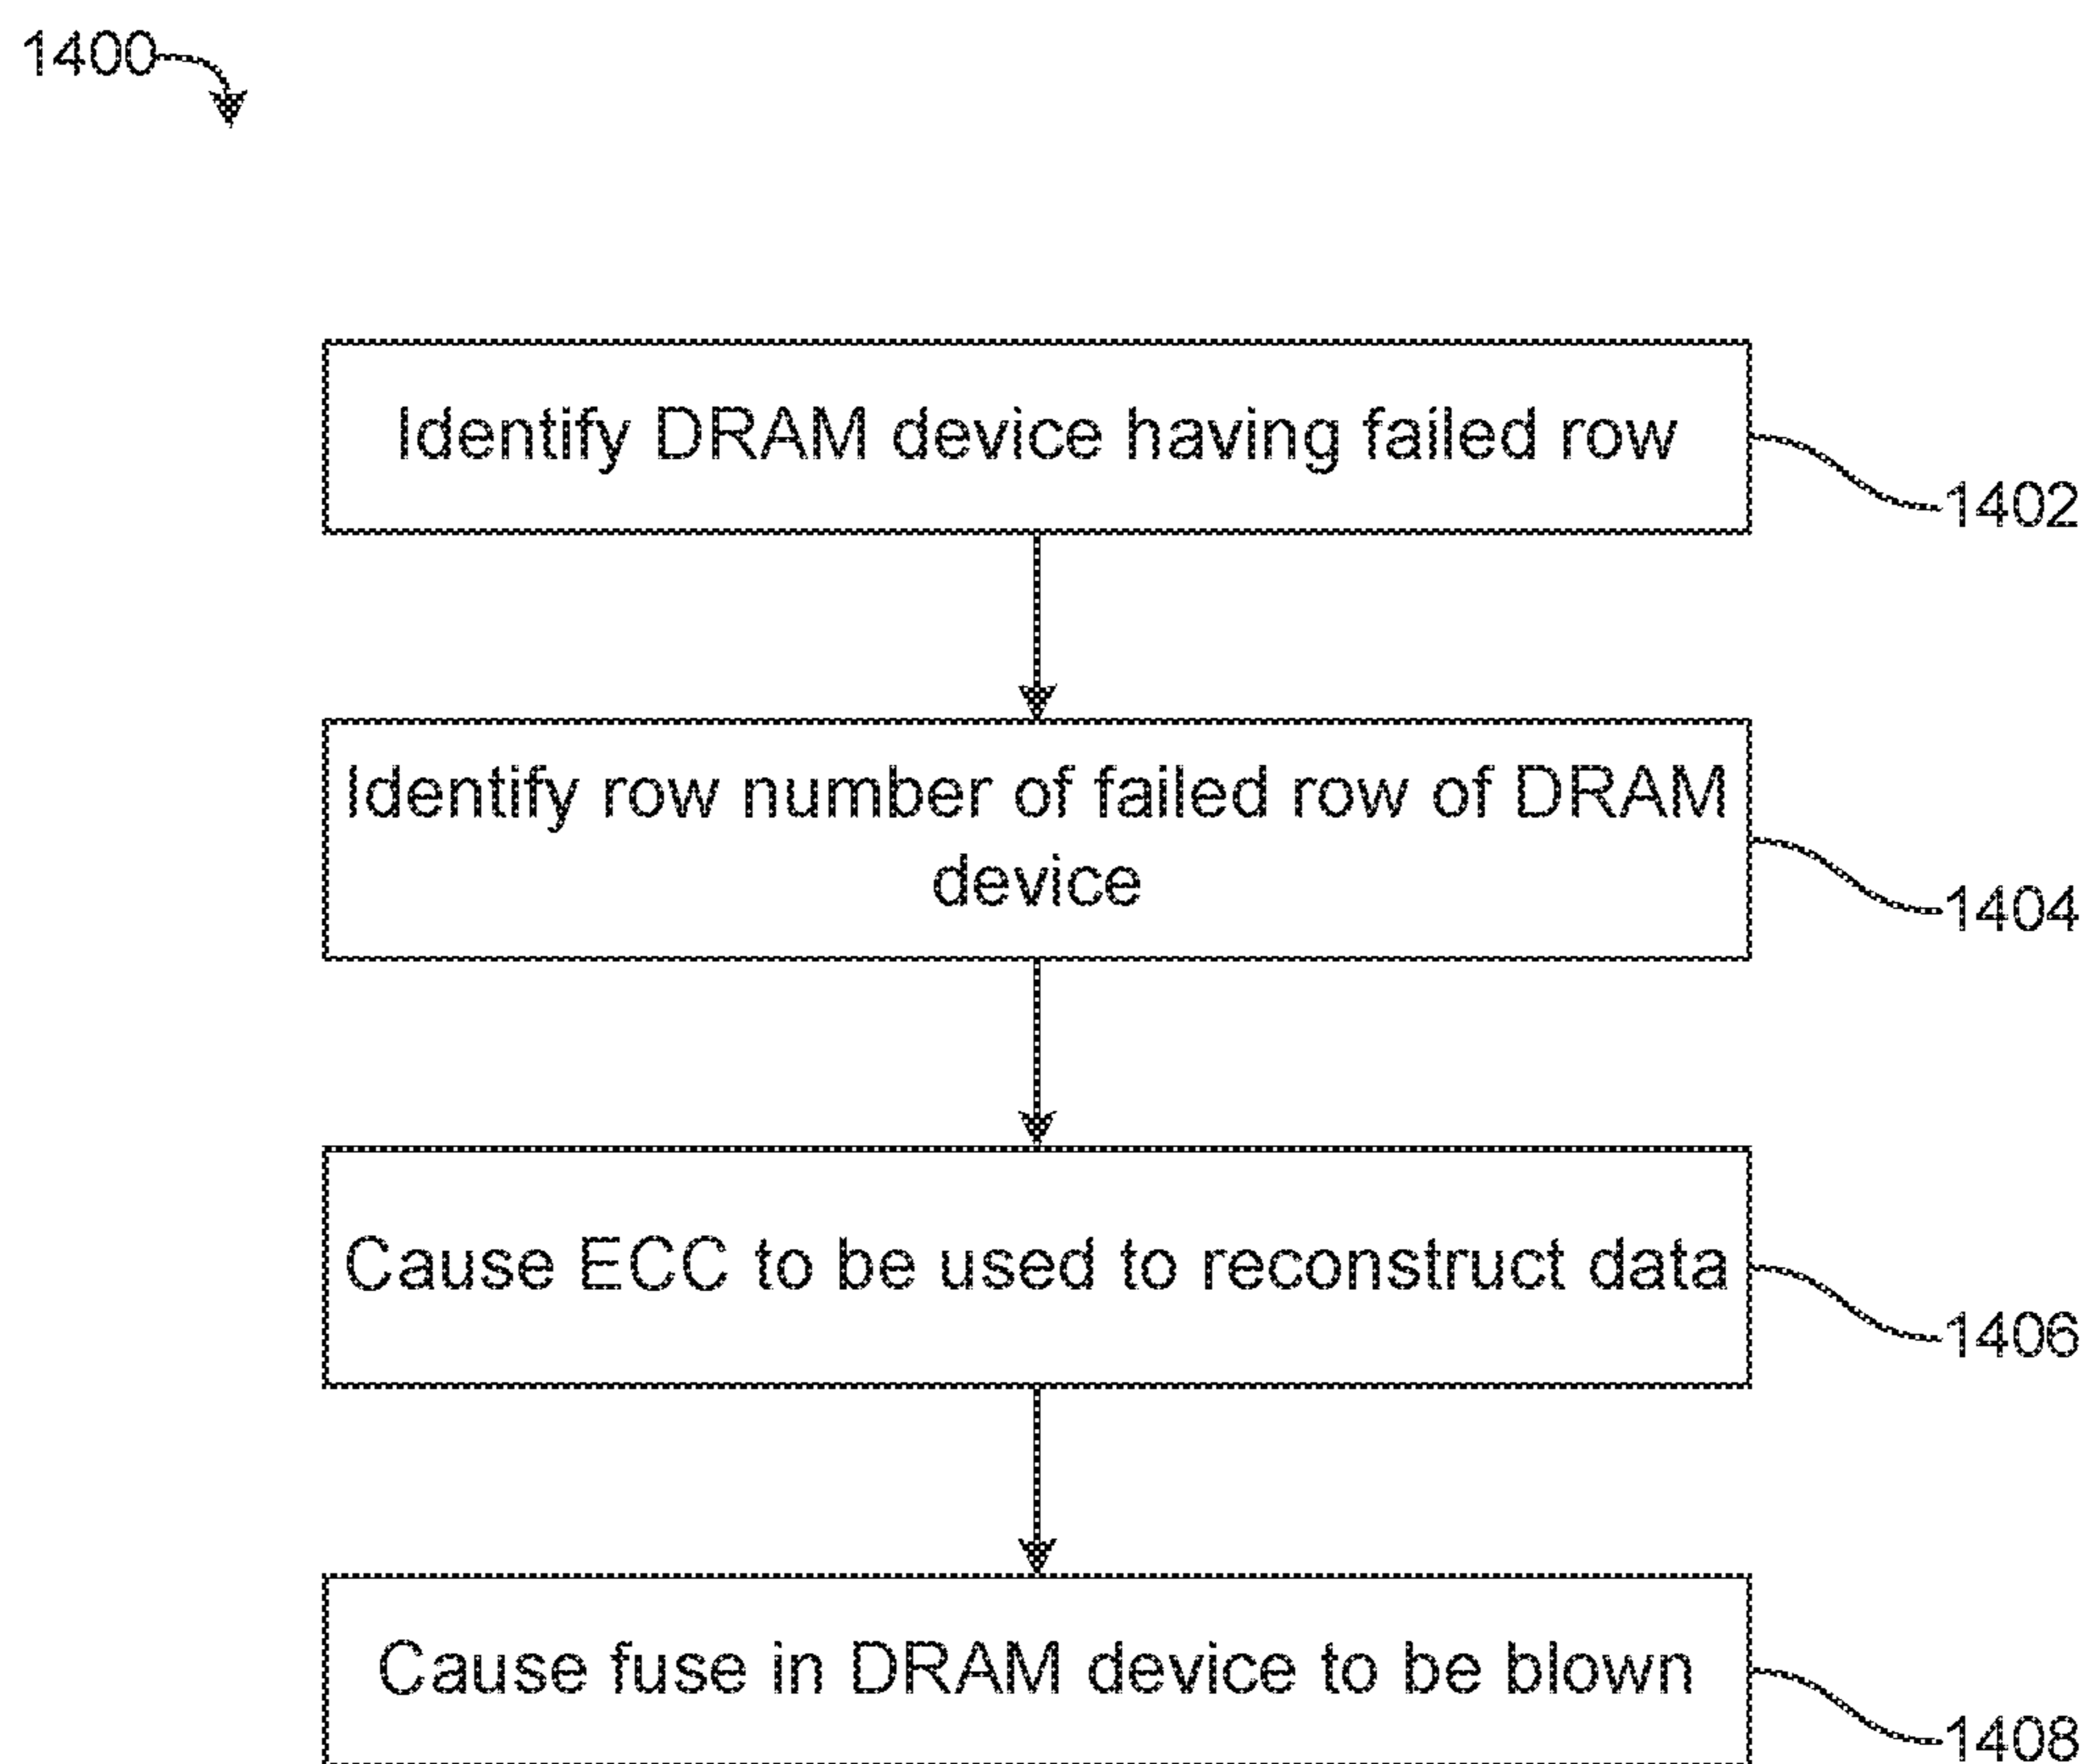 1400
Identify DRAM device having failed row
1402
Identify row number of failed row of DRAM
device
1404
Cause ECC to be used to reconstruct data
1406
Cause fuse in DRAM device to be blown
1408